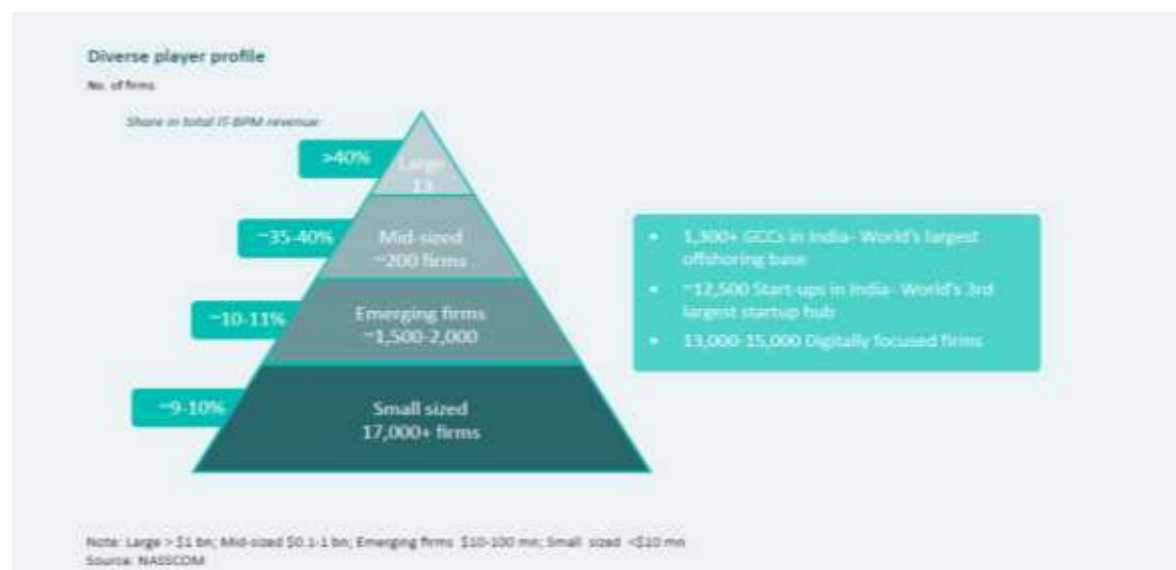 Diverse player profile
No. of firms
Share in total IT-BPM revenue
>40%
Large
13
~35-40%
Mid-sized
~200 firms
~10-11%
Emerging firms
~1,500-2,000
~9-10%
Small sized
17,000+ firms
• 1,300+ GCCs in India- World's largest
offshoring base
• ~12,500 Start-ups in India- World's 3rd
largest startup hub
• 13,000-15,000 Digitally focused firms
Note: Large > $1 bn; Mid-sized $0.1-1 bn; Emerging firms $10-100 mn; Small sized <$10 mn
Source: NASSCOM